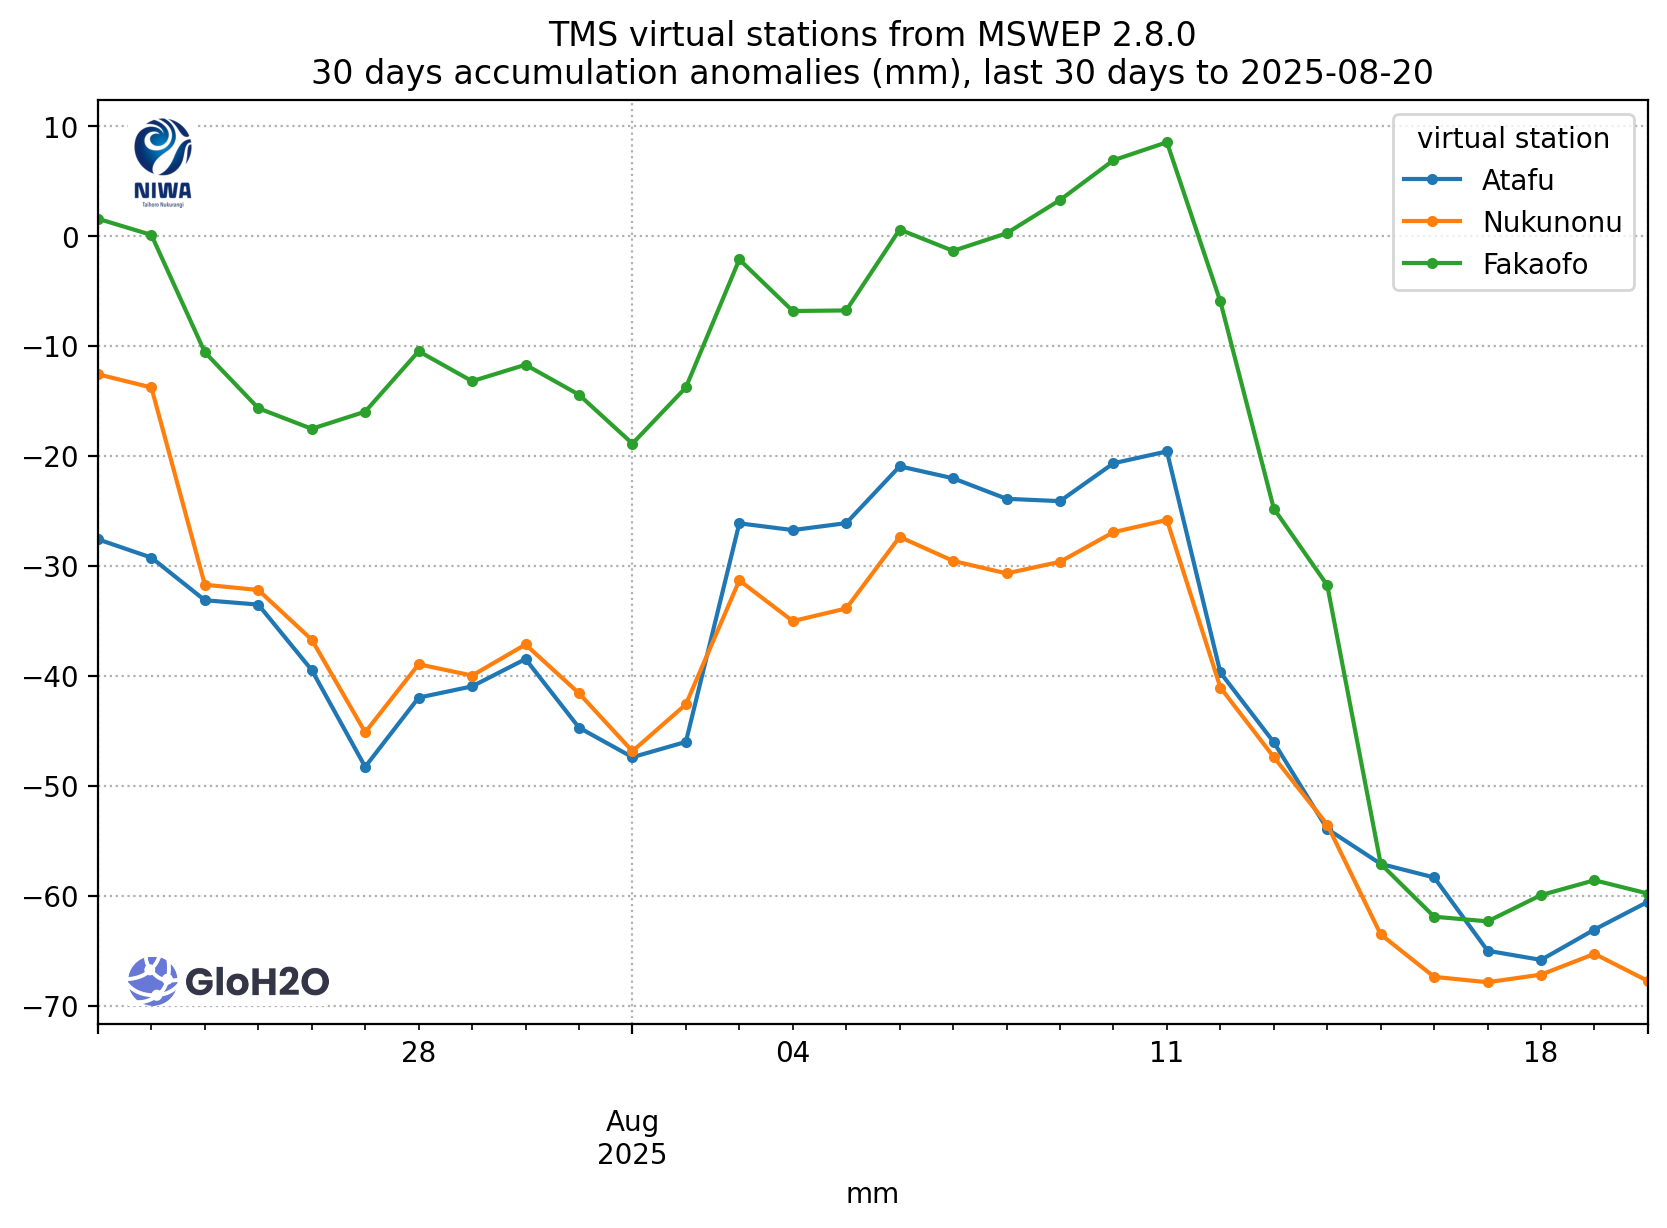 TMS virtual stations from MSWEP 2.8.0
30 days accumulation anomalies (mm), last 30 days to 2025-08-20
10
0
−10
−20
−30
−40
−50
−60
−70
NIWA
Taihoro Nukurangi
virtual station
Atafu
Nukunonu
Fakaofo
GloH2O
28
04
11
18
Aug
2025
mm